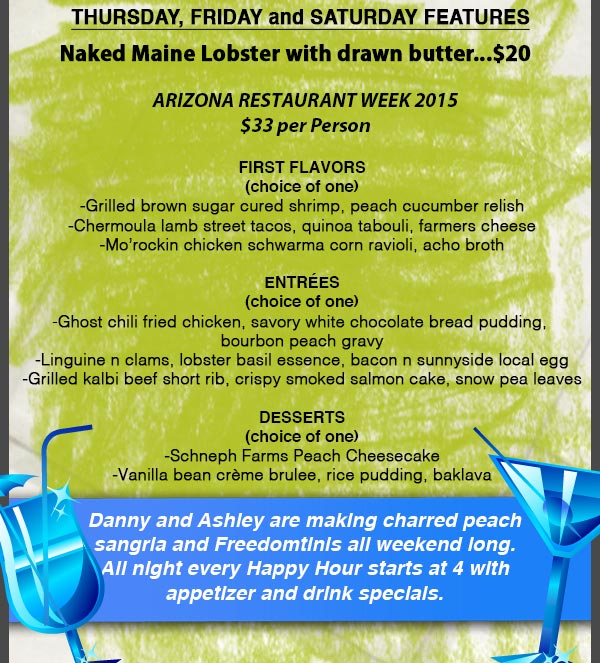 THURSDAY, FRIDAY and SATURDAY FEATURES
Naked Maine Lobster with drawn butter...$20
ARIZONA RESTAURANT WEEK 2015
$33 per Person
FIRST FLAVORS
(choice of one)
-Grilled brown sugar cured shrimp, peach cucumber relish
-Chermoula lamb street tacos, quinoa tabouli, farmers cheese
-Mo'rockin chicken schwarma corn ravioli, acho broth
ENTRÉES
(choice of one)
-Ghost chili fried chicken, savory white chocolate bread pudding,
bourbon peach gravy
-Linguine n clams, lobster basil essence, bacon n sunnyside local egg
-Grilled kalbi beef short rib, crispy smoked salmon cake, snow pea leaves
DESSERTS
(choice of one)
-Schneph Farms Peach Cheesecake
-Vanilla bean crème brulee, rice pudding, baklava
Danny and Ashley are making charred peach
sangria and Freedomtinis all weekend long.
All night every Happy Hour starts at 4 with
appetizer and drink specials.